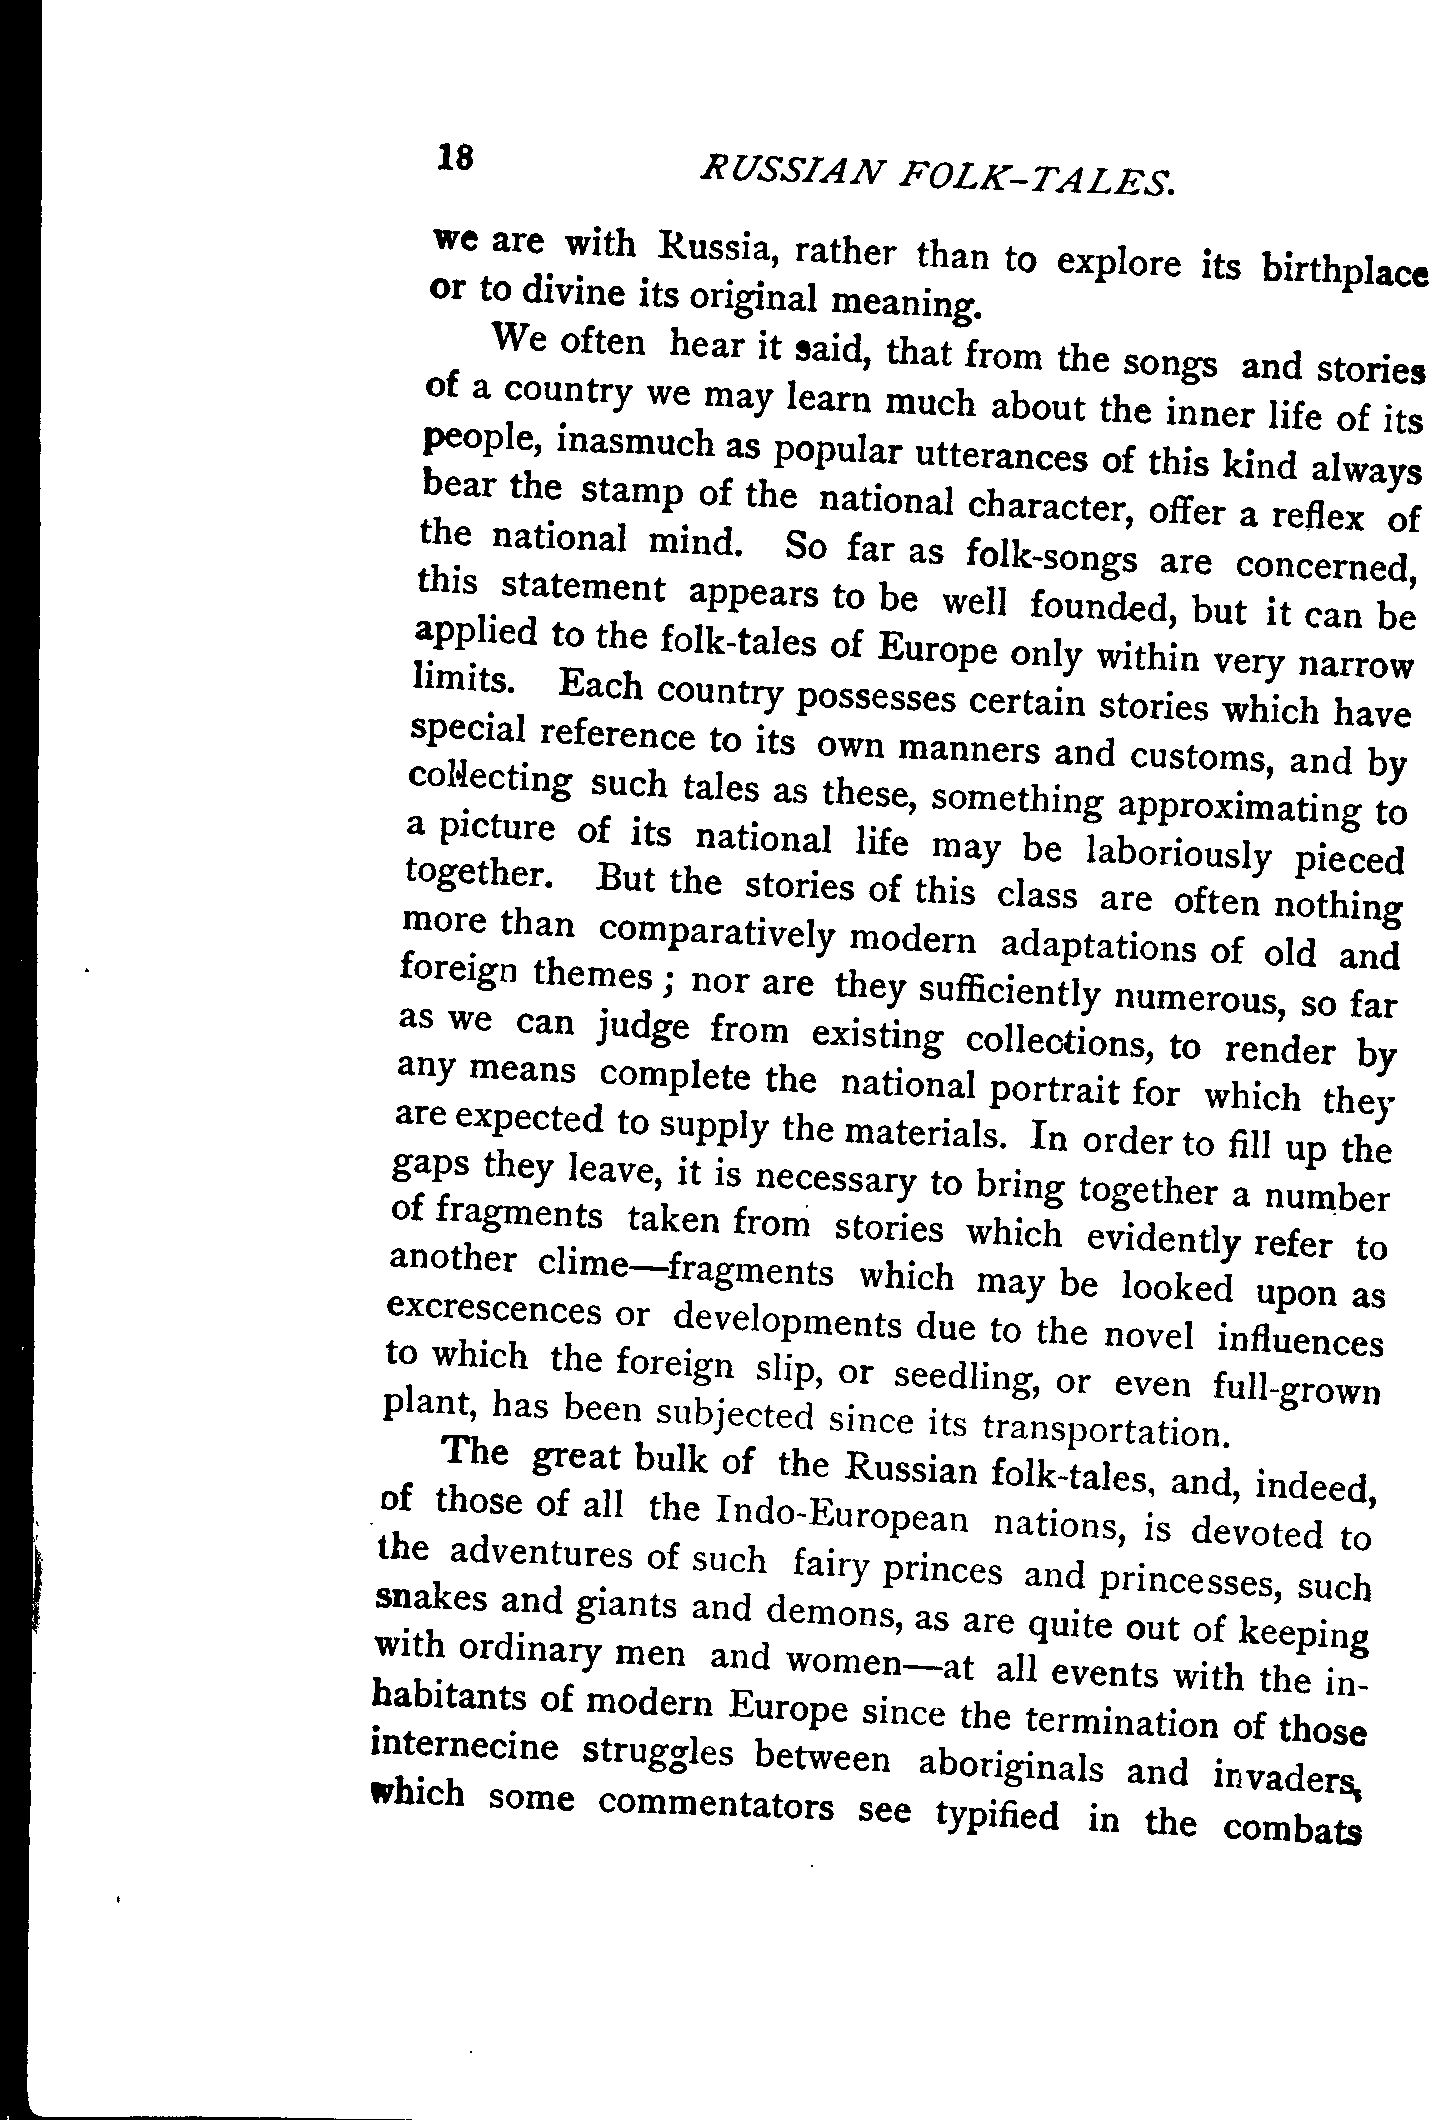 18 RUSSIAN FOLK-TALES.
we are with Russia, rather than to explore its birthplace
or to divine its original meaning.
We often hear it said, that from the songs and stories
of a country we may learn much about the inner life of its
people, inasmuch as popular utterances of this kind always
bear the stamp of the national character, offer a reflex of
the national mind. So far as folk-songs are concerned,
this statement appears to be well founded, but it can be
applied to the folk-tales of Europe only within very narrow
limits. Each country possesses certain stories which have
special reference to its own manners and customs, and by
collecting such tales as these, something approximating to
a picture of its national life may be laboriously pieced
together. But the stories of this class are often nothing
more than comparatively modern adaptations of old and
foreign themes ; nor are they sufficiently numerous, so far
as we can judge from existing collections, to render by
any means complete the national portrait for which they
are expected to supply the materials. In order to fill up the
gaps they leave, it is necessary to bring together a number
of fragments taken from stories which evidently refer to
another clime—fragments which may be looked upon as
excrescences or developments due to the novel influences
to which the foreign slip, or seedling, or even full-grown
plant, has been subjected since its transportation.
The great bulk of the Russian folk-tales, and, indeed,
of those of all the Indo-European nations, is devoted to
the adventures of such fairy princes and princesses, such
snakes and giants and demons, as are quite out of keeping
with ordinary men and women—at all events with the in-
habitants of modern Europe since the termination of those
internecine struggles between aboriginals and invaders,
which some commentators see typified in the combats